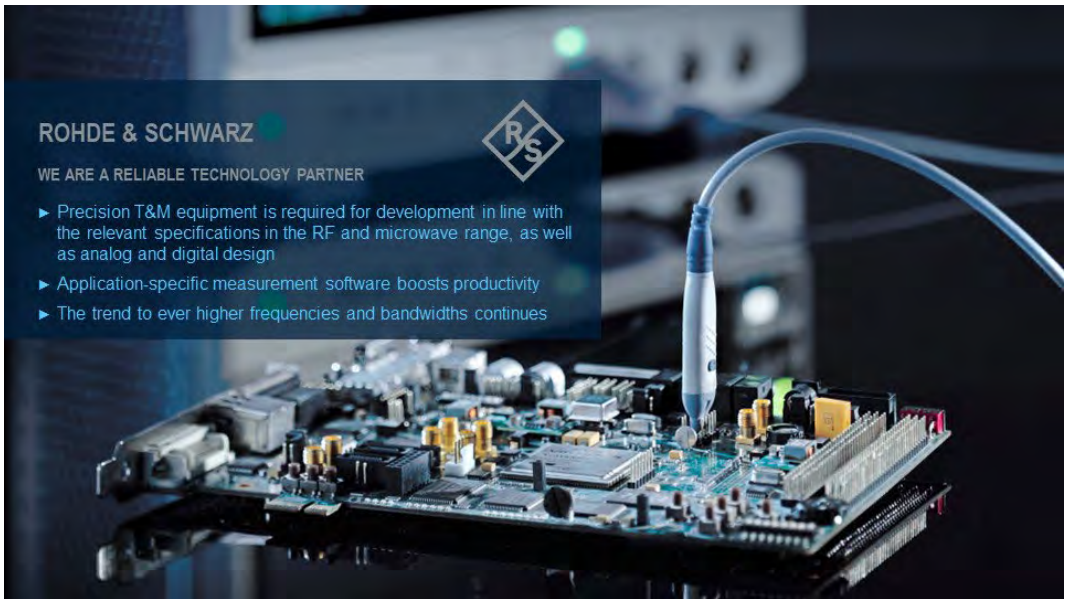 ROHDE & SCHWARZ
R
S
WE ARE A RELIABLE TECHNOLOGY PARTNER
► Precision T&M equipment is required for development in line with
the relevant specifications in the RF and microwave range, as well
as analog and digital design
► Application-specific measurement software boosts productivity
► The trend to ever higher frequencies and bandwidths continues